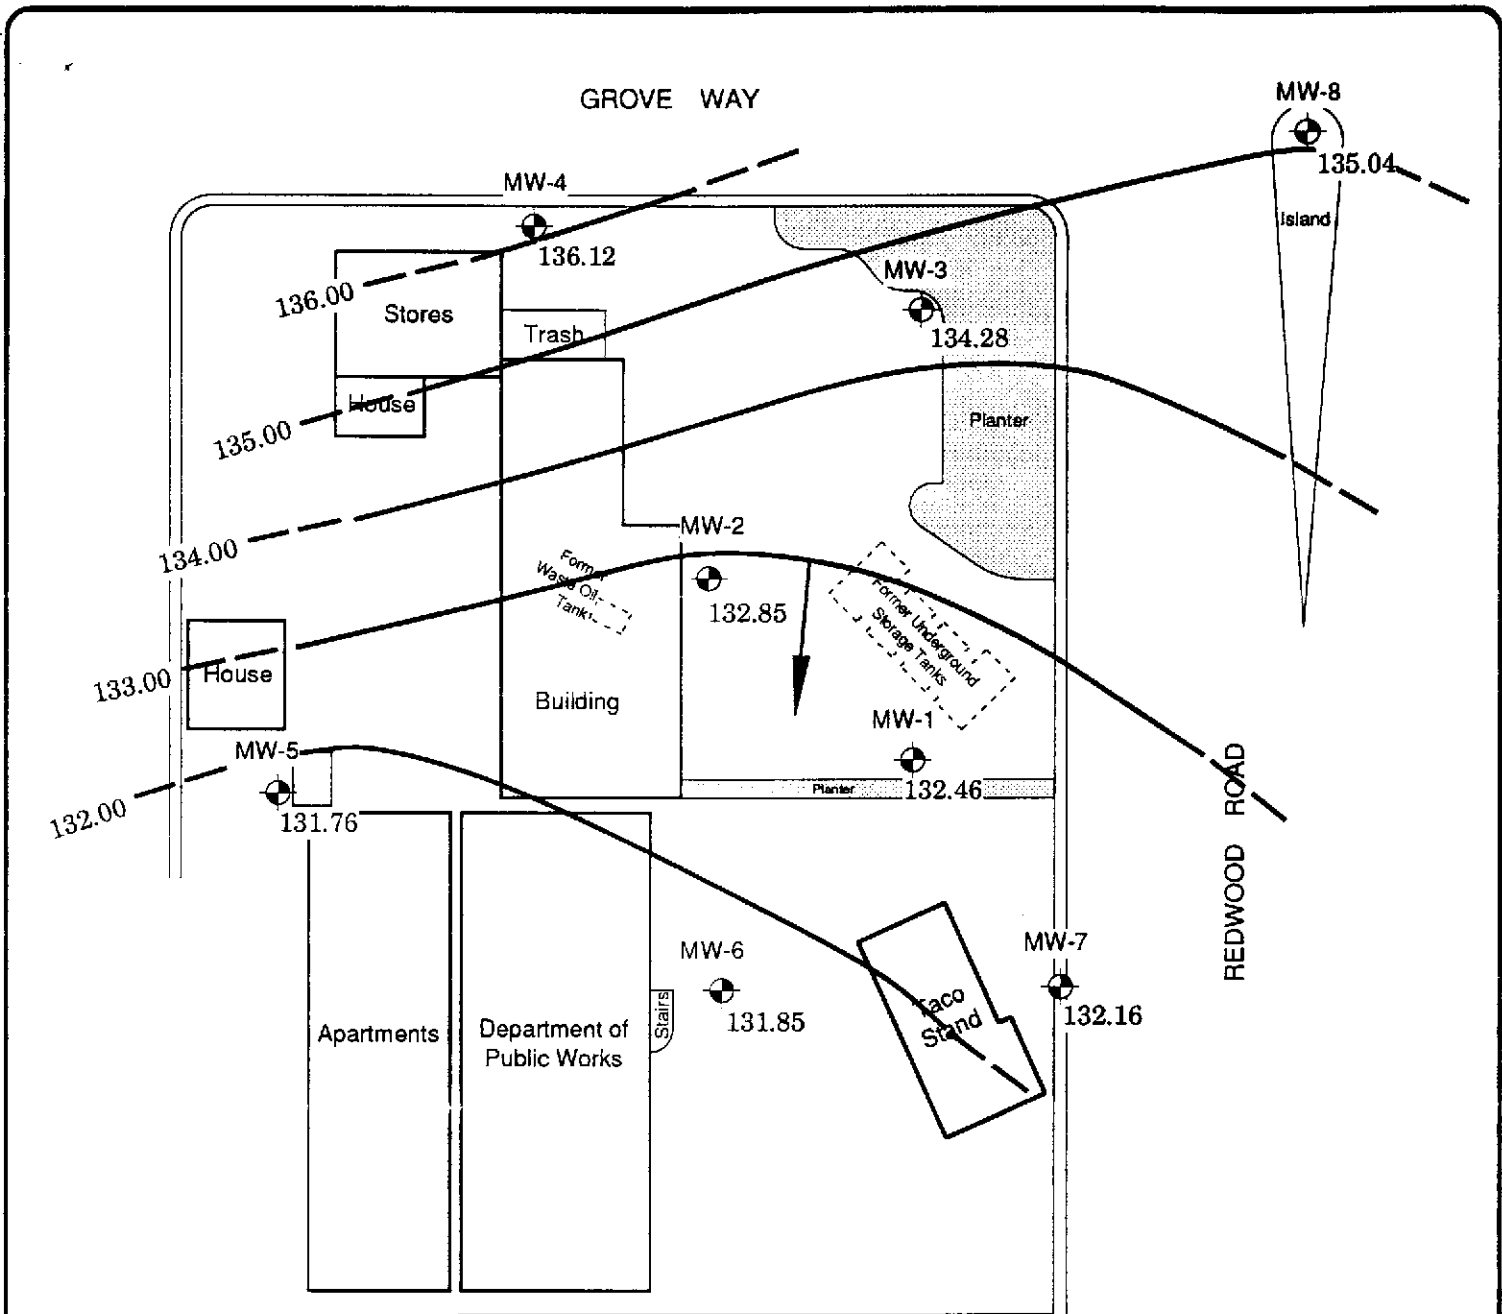 GROVE WAY
MW-8
135.04
Island
MW-4
136.12
136.00
Stores
MW-3
134.28
Trash
House
135.00
Planter
134.00
MW-2
132.85
Former
Waste Oil
Tank
Former Underground
Storage Tanks
133.00
House
Building
MW-1
132.46
Planter
MW-5
131.76
132.00
REDWOOD ROAD
MW-6
131.85
MW-7
132.16
Stairs
Taco
Stand
Apartments
Department of
Public Works